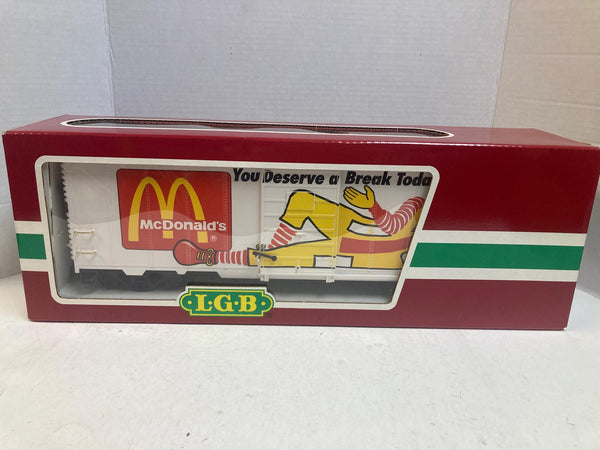 You Deserve a Break Toda
McDonald's
®
L·G·B